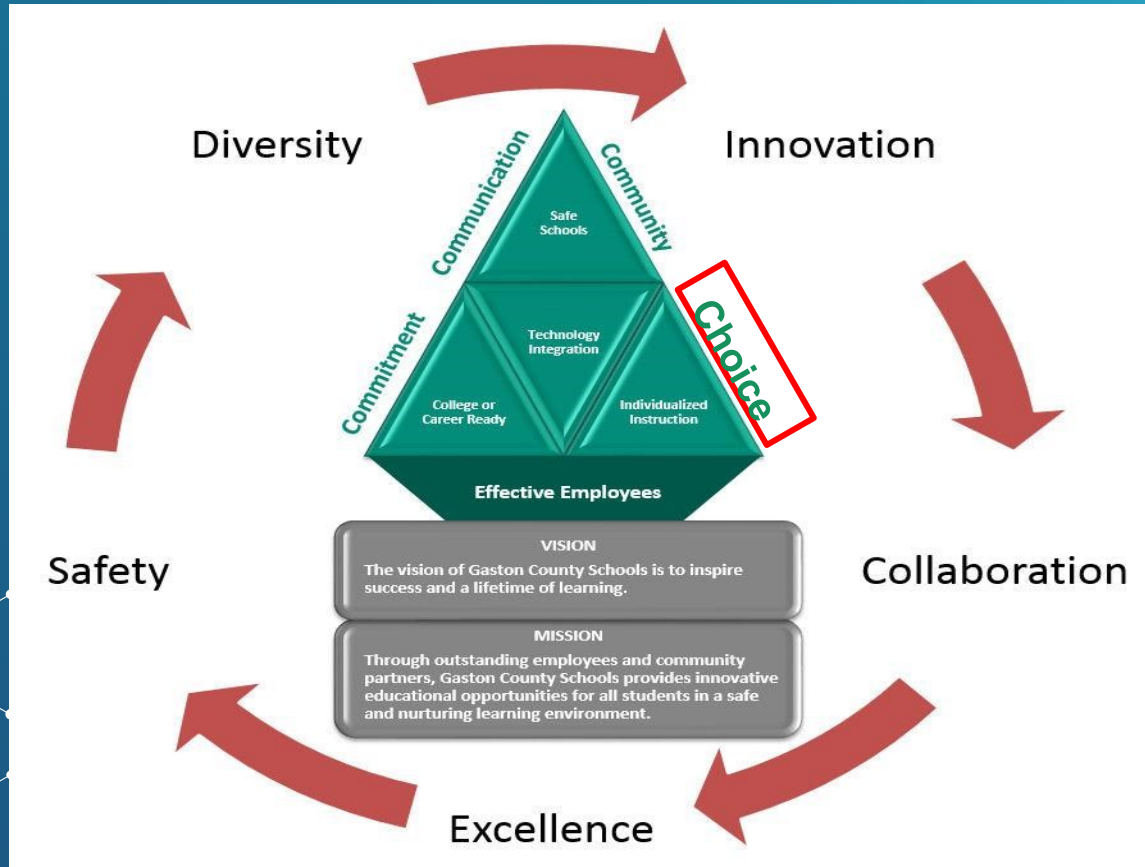 Diversity
Innovation
Communication
Community
Safe
Schools
Commitment
Technology
Integration
Choice
College or
Career Ready
Individualized
Instruction
Effective Employees
Safety
Collaboration
VISION
The vision of Gaston County Schools is to inspire
success and a lifetime of learning.
MISSION
Through outstanding employees and community
partners, Gaston County Schools provides innovative
educational opportunities for all students in a safe
and nurturing learning environment.
Excellence